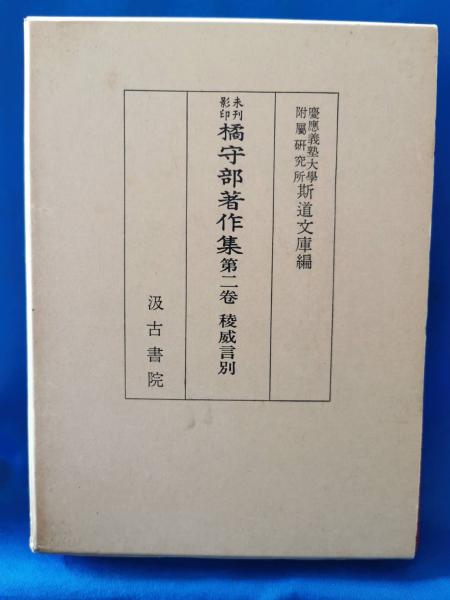 慶應義塾大學附屬研究所斯道文庫編
未刊影印橘守部著作集第二卷 稜威言別
汲古書院